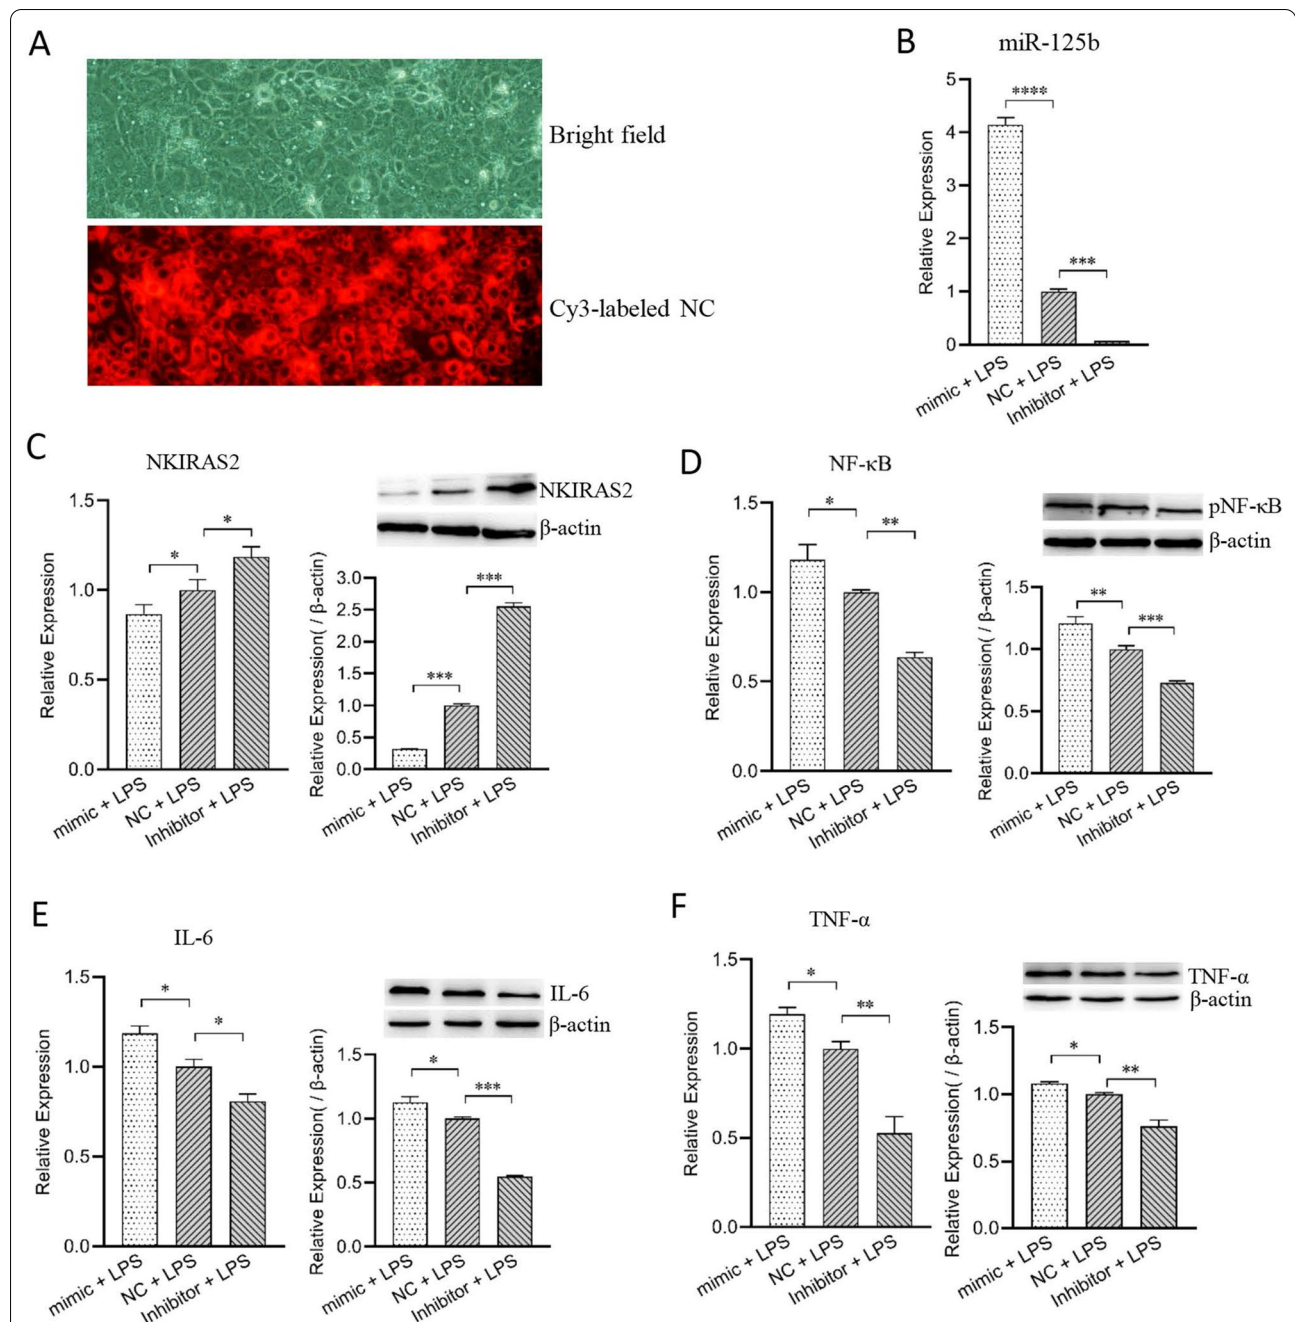 A
Bright field
Cy3-labeled NC
B
miR-125b
Relative Expression
5
4
3
2
1
0
****
***
mimic + LPS
NC + LPS
Inhibitor + LPS
C
NKIRAS2
Relative Expression
1.5
1.0
0.5
0.0
*
*
mimic + LPS
NC + LPS
Inhibitor + LPS
NKIRAS2
β-actin
Relative Expression( / β-actin)
3.0
2.5
2.0
1.5
1.0
0.5
0.0
***
***
mimic + LPS
NC + LPS
Inhibitor + LPS
D
NF-κB
Relative Expression
1.5
1.0
0.5
0.0
*
**
mimic + LPS
NC + LPS
Inhibitor + LPS
pNF-κB
β-actin
Relative Expression( / β-actin)
1.5
1.0
0.5
0.0
**
***
mimic + LPS
NC + LPS
Inhibitor + LPS
E
IL-6
Relative Expression
1.5
1.0
0.5
0.0
*
*
mimic + LPS
NC + LPS
Inhibitor + LPS
IL-6
β-actin
Relative Expression( / β-actin)
1.5
1.0
0.5
0.0
*
***
mimic + LPS
NC + LPS
Inhibitor + LPS
F
TNF-α
Relative Expression
1.5
1.0
0.5
0.0
*
**
mimic + LPS
NC + LPS
Inhibitor + LPS
TNF-α
β-actin
Relative Expression( / β-actin)
1.5
1.0
0.5
0.0
*
**
mimic + LPS
NC + LPS
Inhibitor + LPS